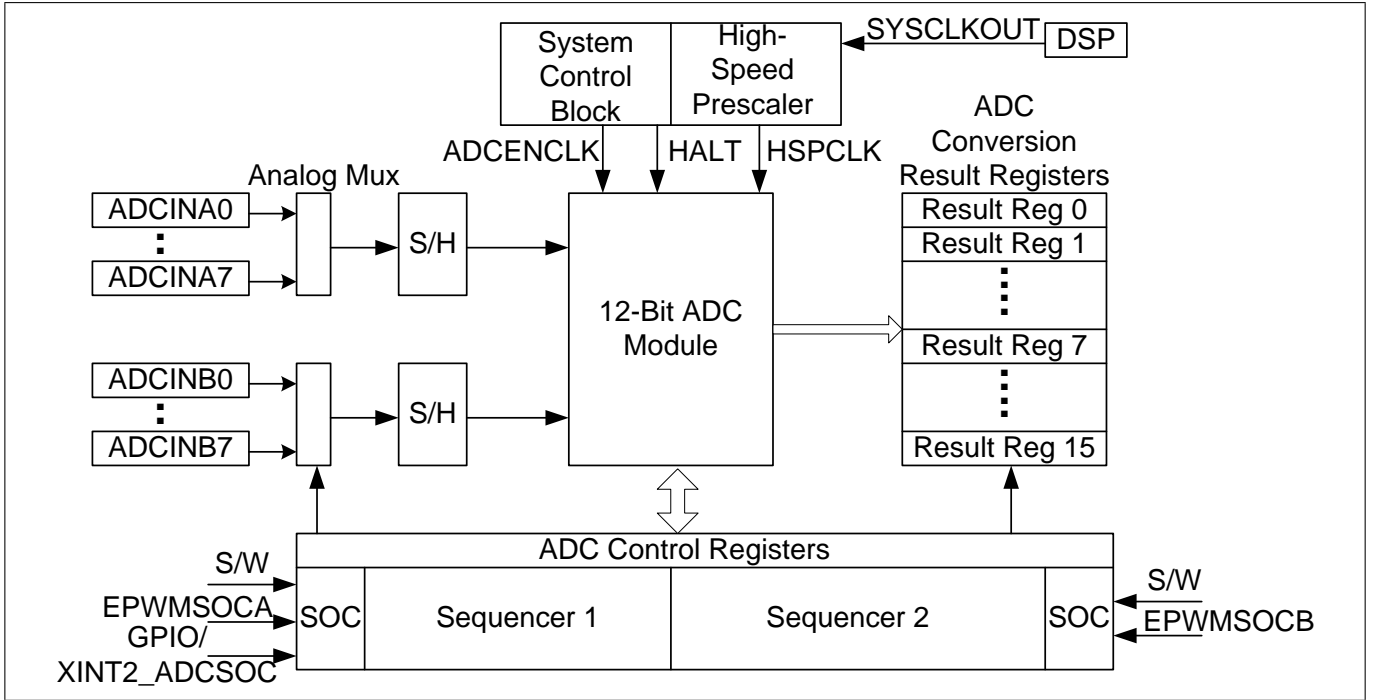 System
Control
Block
High-
Speed
Prescaler
SYSCLKOUT
DSP
ADCENCLK
HALT
HSPCLK
ADC
Conversion
Result Registers
Analog Mux
ADCINA0
ADCINA7
S/H
ADCINB0
ADCINB7
S/H
12-Bit ADC
Module
Result Reg 0
Result Reg 1
Result Reg 7
Result Reg 15
ADC Control Registers
S/W
EPWMSOCA
GPIO/
XINT2_ADCSOC
SOC
Sequencer 1
Sequencer 2
SOC
S/W
EPWMSOCB